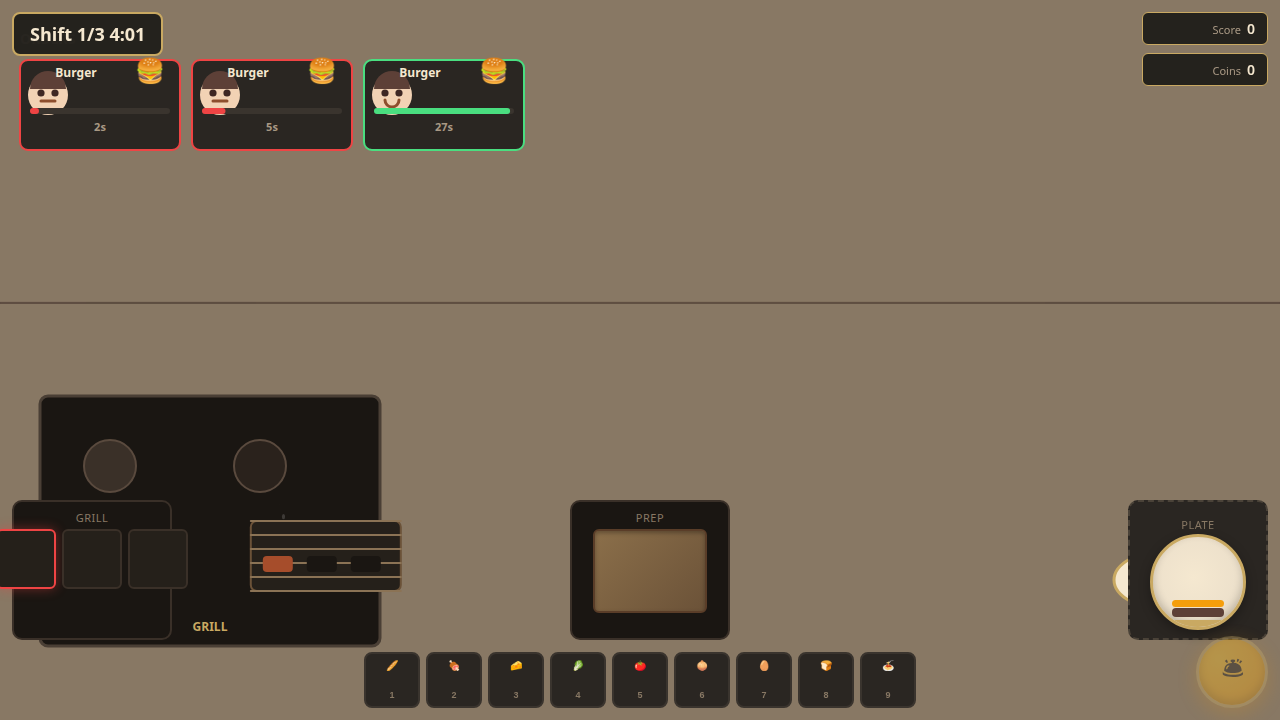 Shift 1/3 4:01
Score 0
Coins 0
Burger
2s
Burger
5s
Burger
27s
GRILL
PREP
PLATE
GRILL
1
2
3
4
5
6
7
8
9